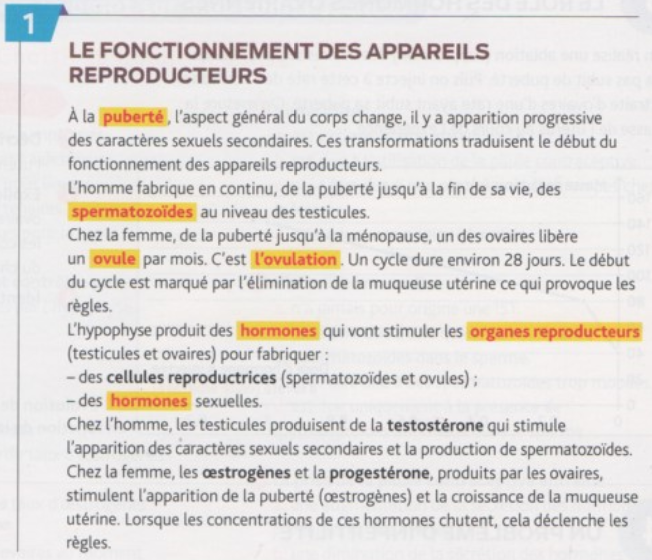 1
LE FONCTIONNEMENT DES APPAREILS
REPRODUCTEURS
À la puberté, l'aspect général du corps change, il y a apparition progressive
des caractères sexuels secondaires. Ces transformations traduisent le début du
fonctionnement des appareils reproducteurs.
L'homme fabrique en continu, de la puberté jusqu'à la fin de sa vie, des
spermatozoïdes au niveau des testicules.
Chez la femme, de la puberté jusqu'à la ménopause, un des ovaires libère
un ovule par mois. C'est l'ovulation. Un cycle dure environ 28 jours. Le début
du cycle est marqué par l'élimination de la muqueuse utérine ce qui provoque les
règles.
L'hypophyse produit des hormones qui vont stimuler les organes reproducteurs
(testicules et ovaires) pour fabriquer :
– des cellules reproductrices (spermatozoïdes et ovules) ;
– des hormones sexuelles.
Chez l'homme, les testicules produisent de la testostérone qui stimule
l'apparition des caractères sexuels secondaires et la production de spermatozoïdes.
Chez la femme, les œstrogènes et la progestérone, produits par les ovaires,
stimulent l'apparition de la puberté (œstrogènes) et la croissance de la muqueuse
utérine. Lorsque les concentrations de ces hormones chutent, cela déclenche les
règles.